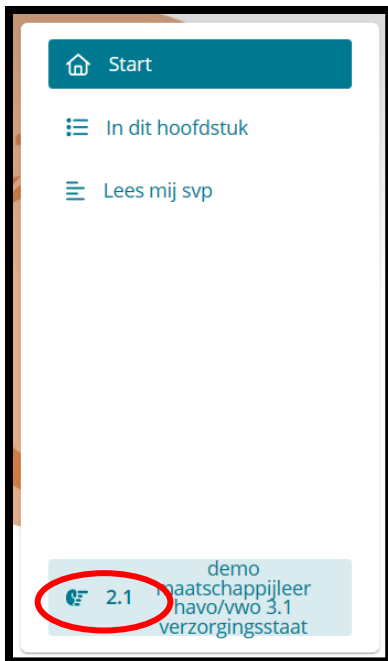 Start
In dit hoofdstuk
Lees mij svp
2.1
demo
maatschappijleer
havo/vwo 3.1
verzorgingsstaat